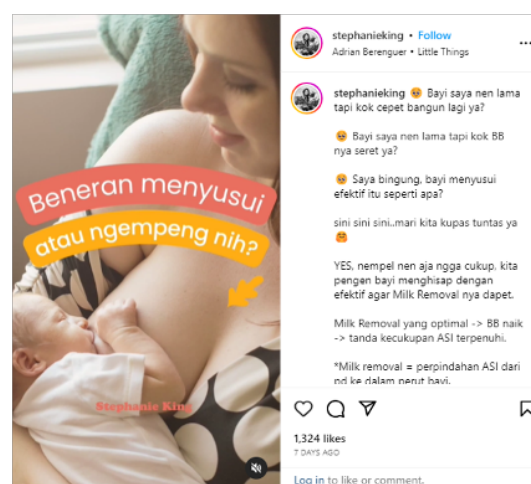 Beneran menyusui
atau ngempeng nih?
Stephanie King
stephanieking • Follow
Adrian Berenguer • Little Things
stephanieking 🥺 Bayi saya nen lama
tapi kok cepet bangun lagi ya?
🥺 Bayi saya nen lama tapi kok BB
nya seret ya?
🥺 Saya bingung, bayi menyusui
efektif itu seperti apa?
sini sini sini..mari kita kupas tuntas ya
🤗
YES, nempel nen aja ngga cukup. kita
pengen bayi menghisap dengan
efektif agar Milk Removal nya dapet.
Milk Removal yang optimal -> BB naik
-> tanda kecukupan ASI terpenuhi.
*Milk removal = perpindahan ASI dari
pd ke dalam perut bayi.
1,324 likes
7 DAYS AGO
Log in to like or comment.